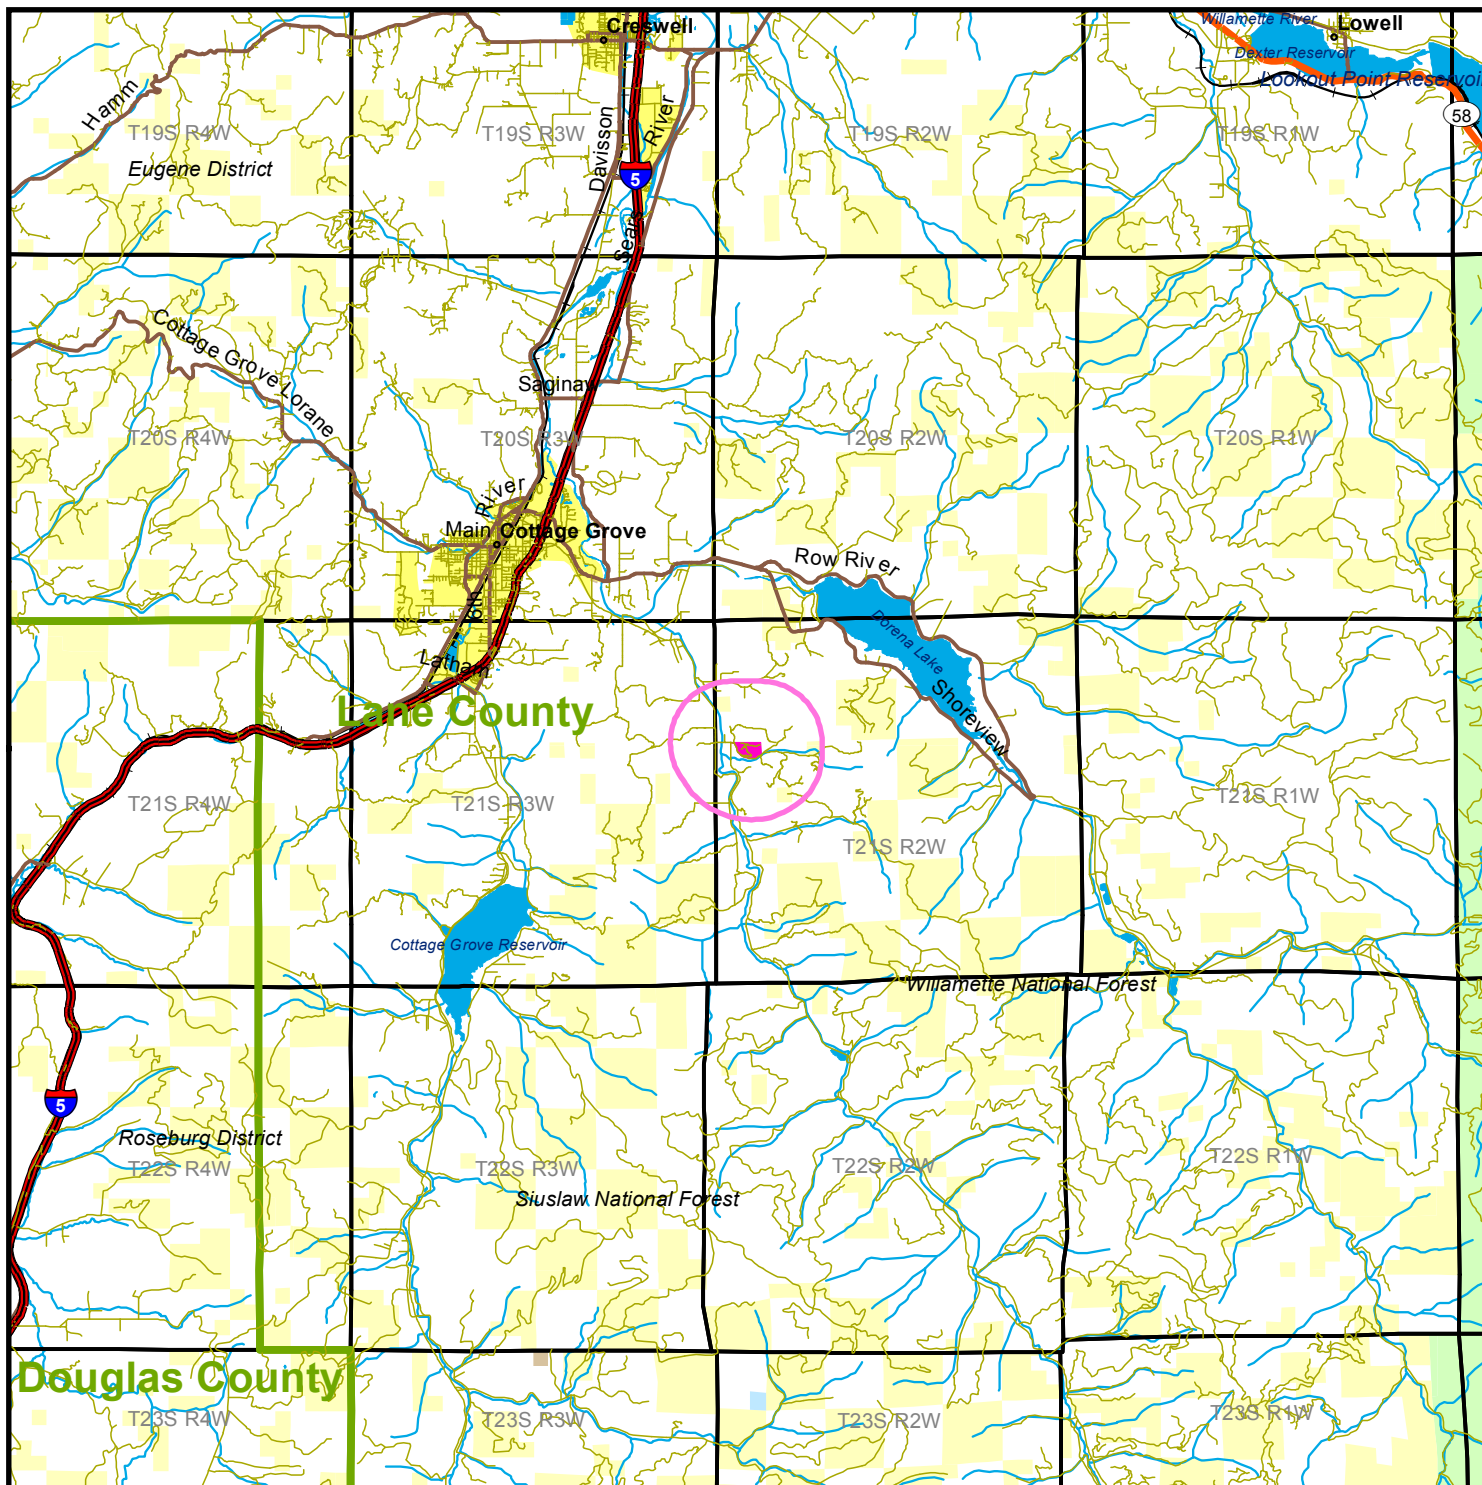 Creswell
Willamette River
Lowell
Dexter Reservoir
Lookout Point Reservoir
58
Hamm
T19S R4W
T19S R3W
T19S R2W
T19S R1W
Eugene District
Davisson
River
5
Sears
Cottage Grove Lorane
Saginaw
T20S R4W
T20S R3W
T20S R2W
T20S R1W
River
Main
Cottage Grove
Row River
6th
Dorena Lake
Latham
Shoreview
Lane County
T21S R4W
T21S R3W
T21S R2W
T21S R1W
Cottage Grove Reservoir
Willamette National Forest
5
Roseburg District
T22S R4W
T22S R3W
T22S R2W
T22S R1W
Siuslaw National Forest
Douglas County
T23S R4W
T23S R3W
T23S R2W
T23S R1W